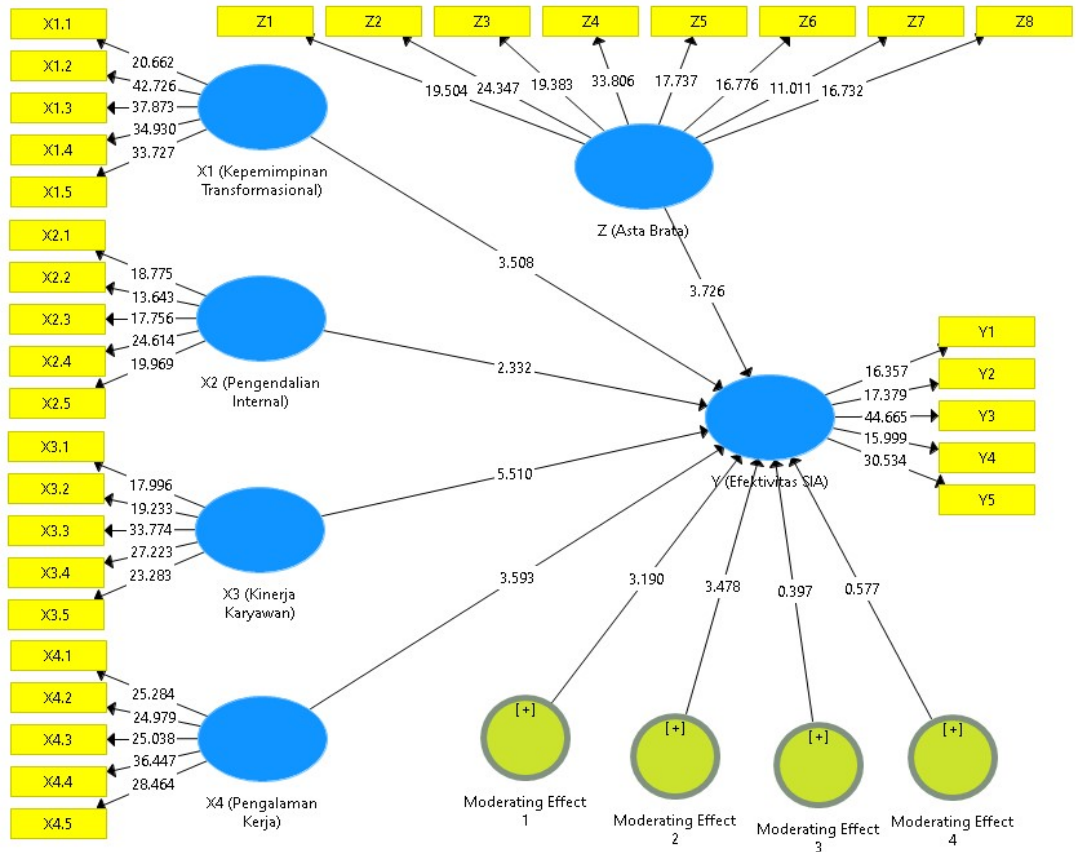 X1.1
X1.2
X1.3
X1.4
X1.5
20.662
42.726
37.873
34.930
33.727
X1 (Kepemimpinan
Transformasional)
Z1
Z2
Z3
Z4
Z5
Z6
Z7
Z8
19.504
24.347
19.383
33.806
17.737
16.776
11.011
16.732
Z (Asta Brata)
X2.1
X2.2
X2.3
X2.4
X2.5
18.775
13.643
17.756
24.614
19.969
X2 (Pengendalian
Internal)
3.508
3.726
2.332
X3.1
X3.2
X3.3
X3.4
X3.5
17.996
19.233
33.774
27.223
23.283
X3 (Kinerja
Karyawan)
5.510
Y (Efektivitas SIA)
16.357
17.379
44.665
15.999
30.534
Y1
Y2
Y3
Y4
Y5
X4.1
X4.2
X4.3
X4.4
X4.5
25.284
24.979
25.038
36.447
28.464
X4 (Pengalaman
Kerja)
3.593
3.190
3.478
0.397
0.577
[+]
Moderating Effect
1
[+]
Moderating Effect
2
[+]
Moderating Effect
3
[+]
Moderating Effect
4